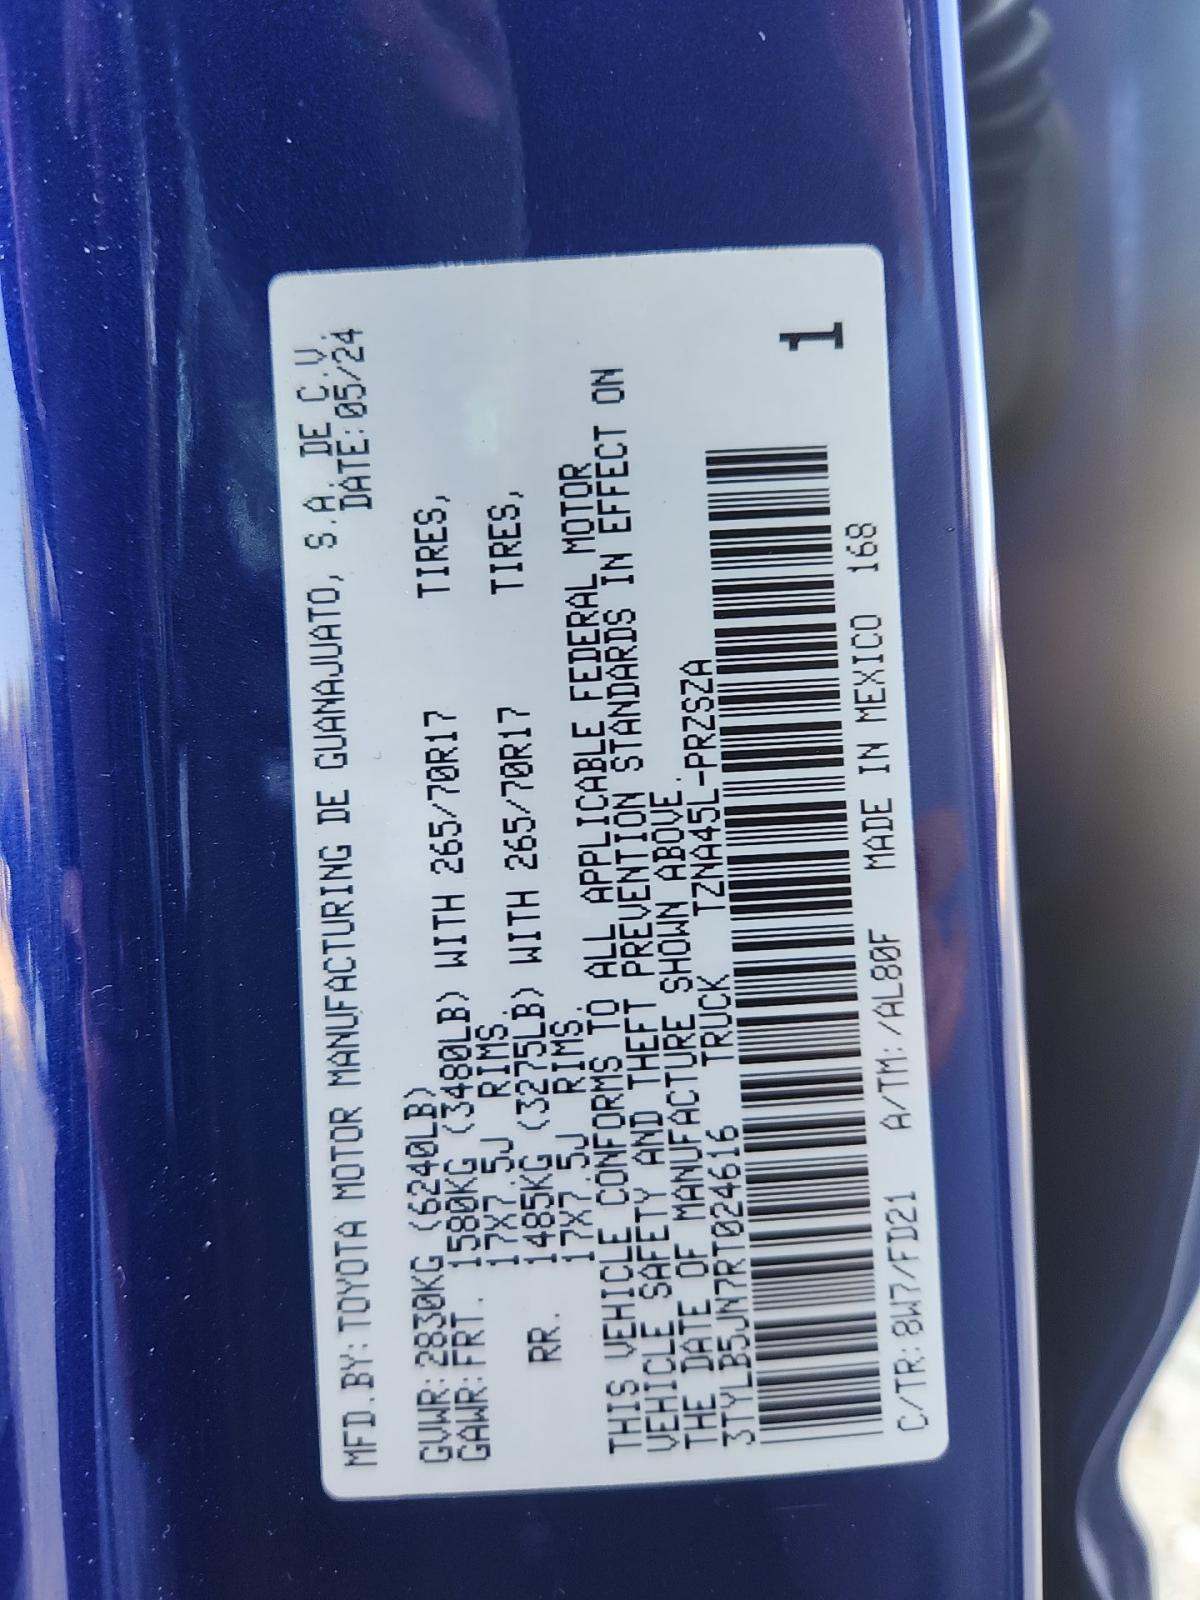 MFD.BY:TOYOTA MOTOR MANUFACTURING DE GUANAJUATO, S.A. DE C.V.
DATE:05/24
GVWR:2830KG (6240LB)
GAWR:FRT. 1580KG (3480LB) WITH 265/70R17 TIRES,
17X7.5J RIMS.
RR. 1485KG (3275LB) WITH 265/70R17 TIRES,
17X7.5J RIMS.
THIS VEHICLE CONFORMS TO ALL APPLICABLE FEDERAL MOTOR
VEHICLE SAFETY AND THEFT PREVENTION STANDARDS IN EFFECT ON
THE DATE OF MANUFACTURE SHOWN ABOVE.
3TYLB5JN7RT024616 TRUCK TZNA45L-PRZSZA
1
C/TR:8W7/FD21 A/TM:/AL80F MADE IN MEXICO 168